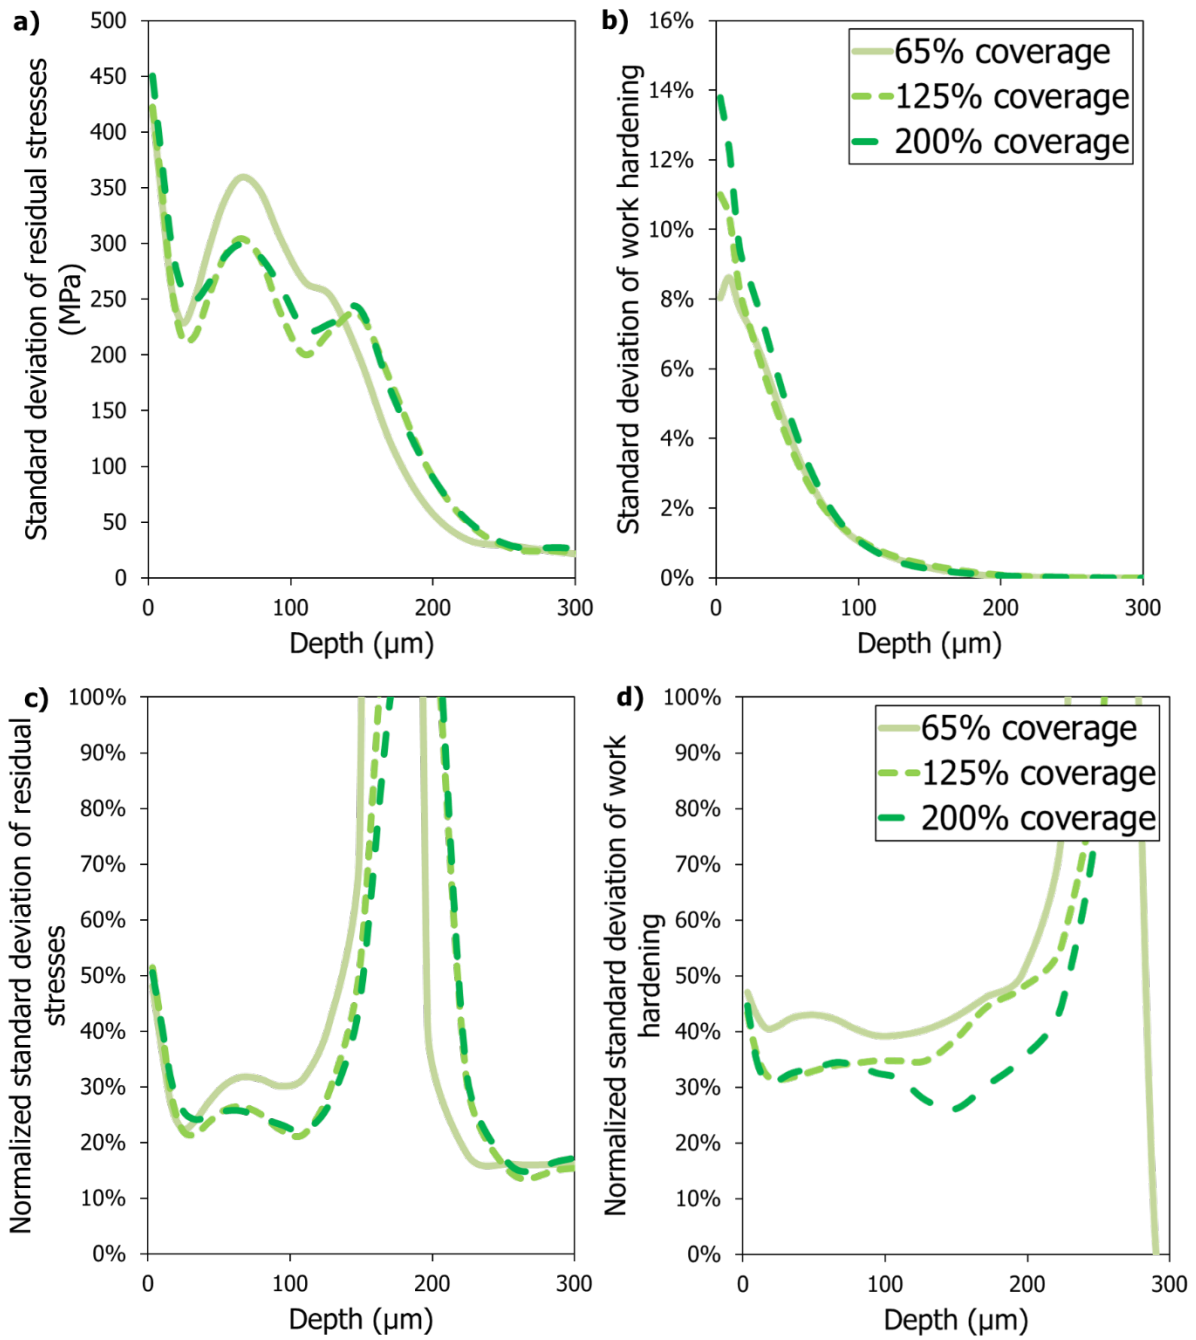 a)
Standard deviation of residual stresses
(MPa)
500
450
400
350
300
250
200
150
100
50
0
0
100
200
300
Depth (µm)
b)
Standard deviation of work hardening
16%
14%
12%
10%
8%
6%
4%
2%
0%
0
100
200
300
Depth (µm)
65% coverage
125% coverage
200% coverage
c)
Normalized standard deviation of residual
stresses
100%
90%
80%
70%
60%
50%
40%
30%
20%
10%
0%
0
100
200
300
Depth (µm)
d)
Normalized standard deviation of work
hardening
100%
90%
80%
70%
60%
50%
40%
30%
20%
10%
0%
0
100
200
300
Depth (µm)
65% coverage
125% coverage
200% coverage